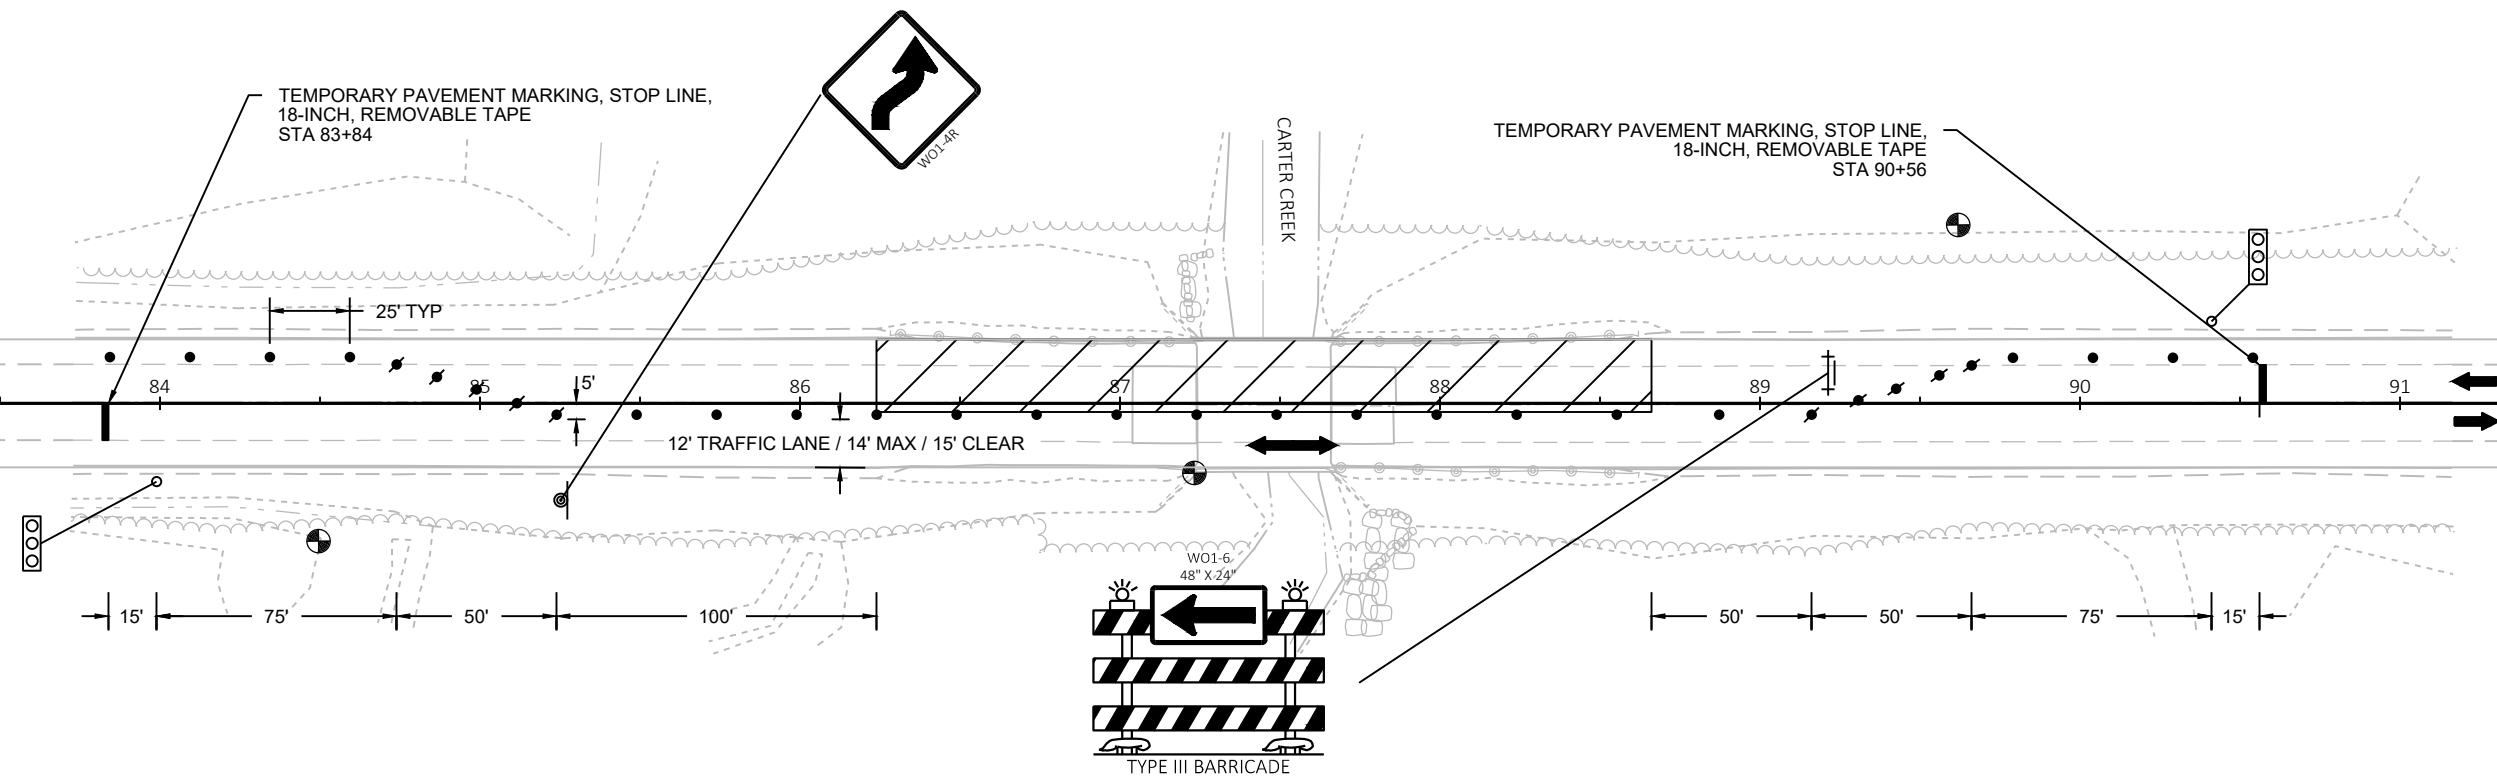 WO1-4R
TEMPORARY PAVEMENT MARKING, STOP LINE,
18-INCH, REMOVABLE TAPE
STA 83+84
CARTER CREEK
TEMPORARY PAVEMENT MARKING, STOP LINE,
18-INCH, REMOVABLE TAPE
STA 90+56
25' TYP
84
85
5'
86
87
88
89
90
91
12' TRAFFIC LANE / 14' MAX / 15' CLEAR
WO1-6
48" X 24"
15'
75'
50'
100'
50'
50'
75'
15'
TYPE III BARRICADE